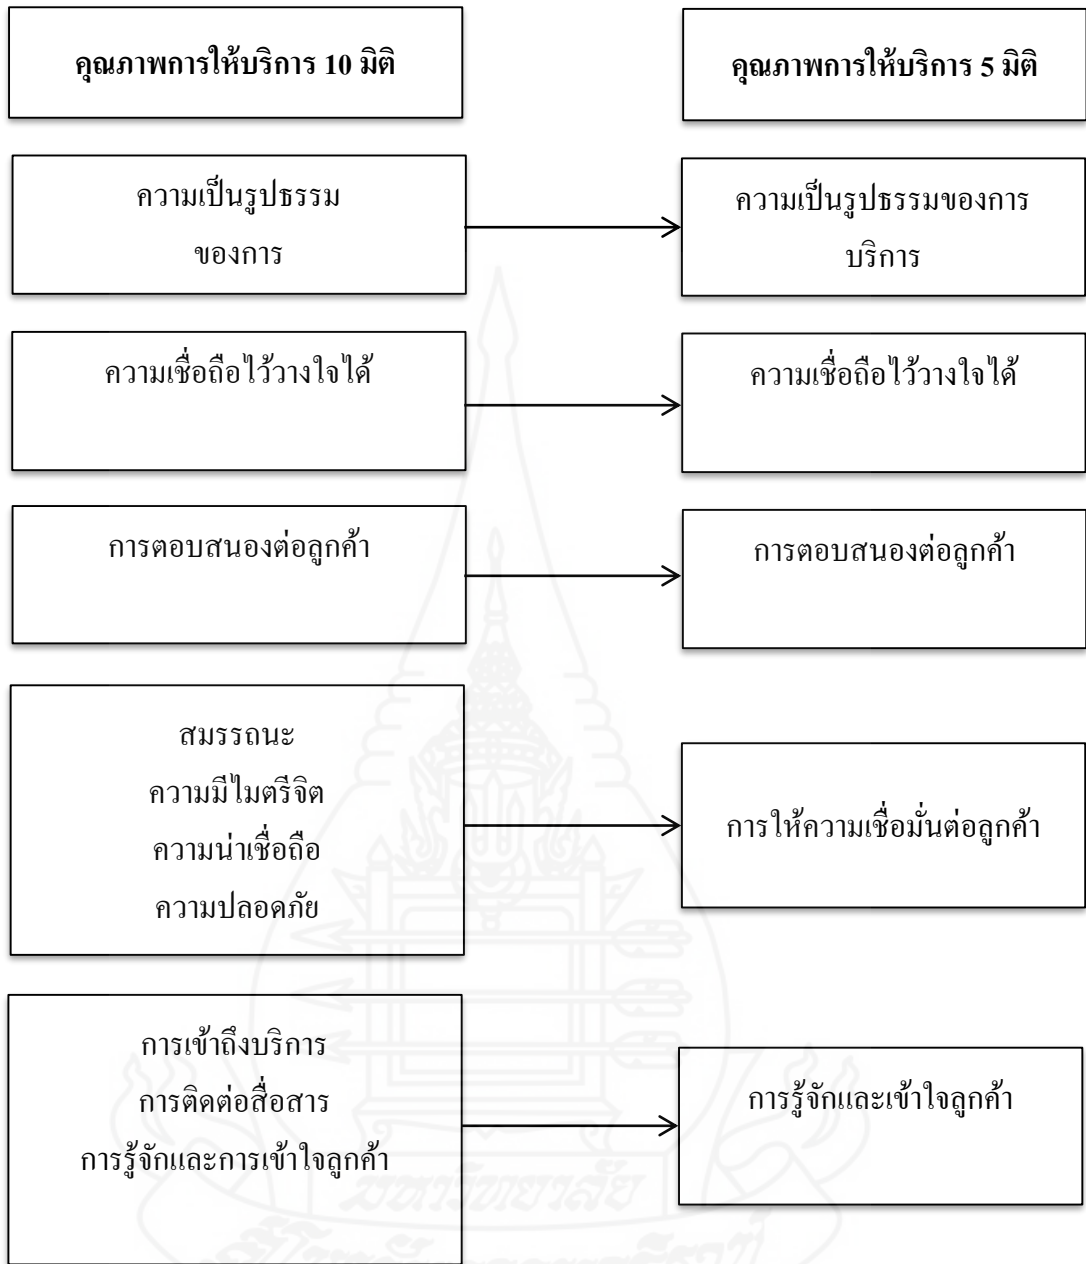 คุณภาพการให้บริการ 10 มิติ
คุณภาพการให้บริการ 5 มิติ
ความเป็นรูปธรรม
ของการ
ความเป็นรูปธรรมของการ
บริการ
ความเชื่อถือไว้วางใจได้
ความเชื่อถือไว้วางใจได้
การตอบสนองต่อลูกค้า
การตอบสนองต่อลูกค้า
สมรรถนะ
ความมีไมตรีจิต
ความน่าเชื่อถือ
ความปลอดภัย
การให้ความเชื่อมั่นต่อลูกค้า
การเข้าถึงบริการ
การติดต่อสื่อสาร
การรู้จักและการเข้าใจลูกค้า
การรู้จักและเข้าใจลูกค้า
มหาวิทยาลัย